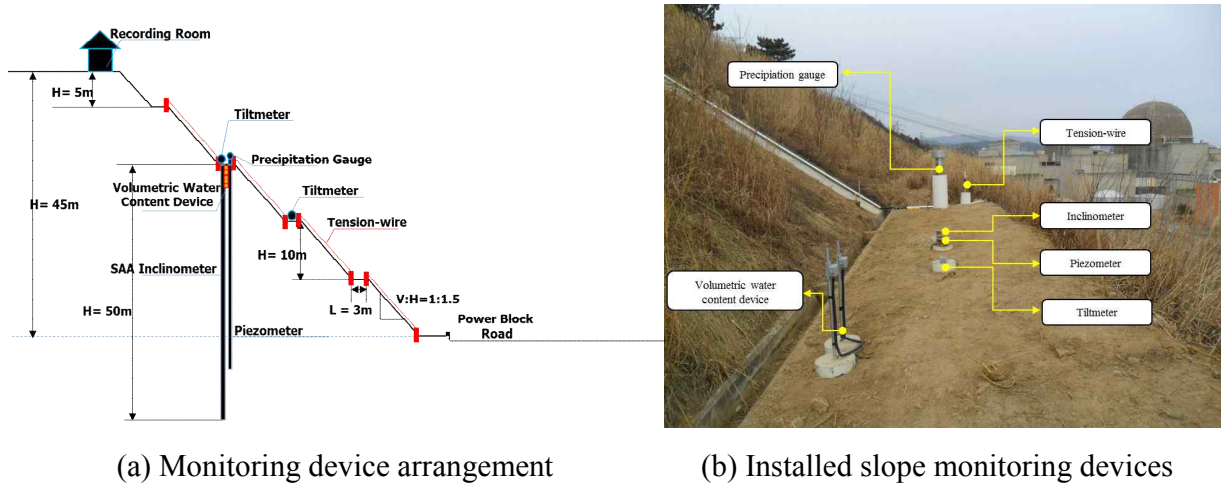 Recording Room
H= 5m
Tiltmeter
Precipitation Gauge
Volumetric Water
Content Device
Tiltmeter
H= 45m
Tension-wire
H= 10m
SAA Inclinometer
H= 50m
V:H=1:1.5
L = 3m
Power Block
Road
Piezometer
(a) Monitoring device arrangement
Precipiation gauge
Tension-wire
Inclinometer
Piezometer
Volumetric water
content device
Tiltmeter
(b) Installed slope monitoring devices